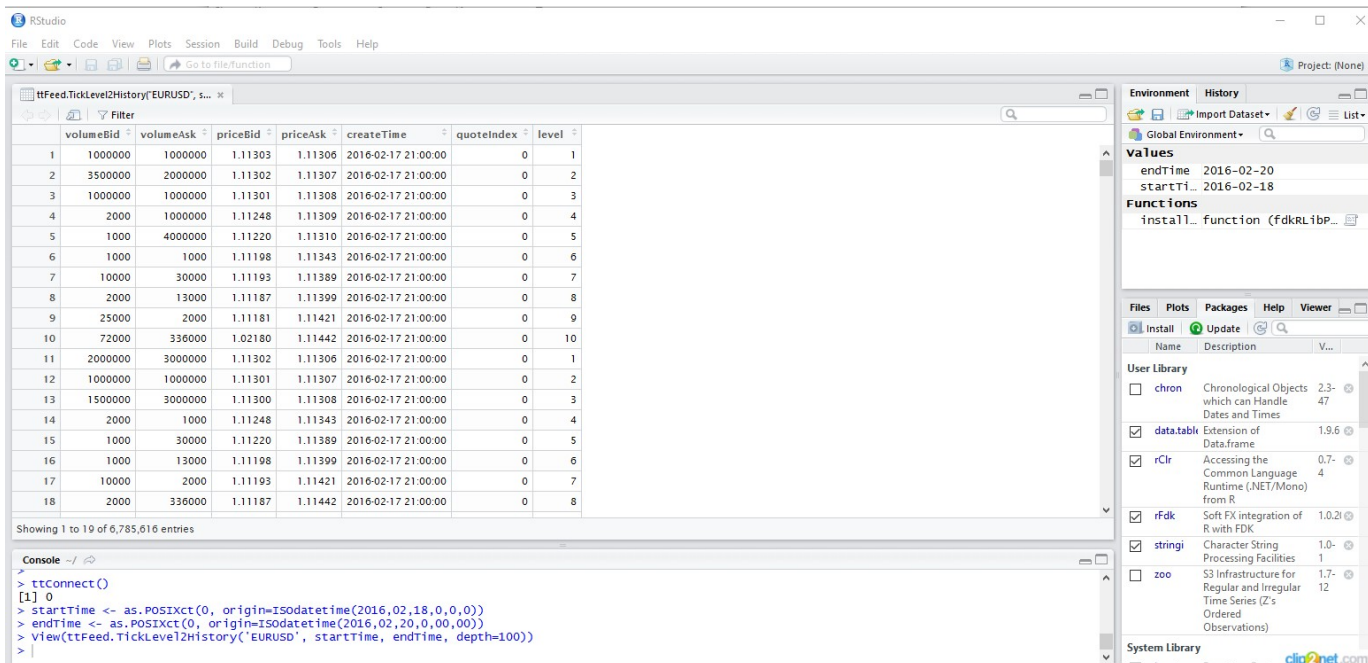 RStudio
File Edit Code View Plots Session Build Debug Tools Help
Go to file/function
Project: (None)
ttFeed.TickLevel2History("EURUSD", s...
Filter
volumeBid volumeAsk priceBid priceAsk createTime quoteIndex level
1 1000000 1000000 1.11303 1.11306 2016-02-17 21:00:00 0 1
2 3500000 2000000 1.11302 1.11307 2016-02-17 21:00:00 0 2
3 1000000 1000000 1.11301 1.11308 2016-02-17 21:00:00 0 3
4 2000 1000000 1.11248 1.11309 2016-02-17 21:00:00 0 4
5 1000 4000000 1.11220 1.11310 2016-02-17 21:00:00 0 5
6 1000 1000 1.11198 1.11343 2016-02-17 21:00:00 0 6
7 10000 30000 1.11193 1.11389 2016-02-17 21:00:00 0 7
8 2000 13000 1.11187 1.11399 2016-02-17 21:00:00 0 8
9 25000 2000 1.11181 1.11421 2016-02-17 21:00:00 0 9
10 72000 336000 1.02180 1.11442 2016-02-17 21:00:00 0 10
11 2000000 3000000 1.11302 1.11306 2016-02-17 21:00:00 0 1
12 1000000 1000000 1.11301 1.11307 2016-02-17 21:00:00 0 2
13 1500000 3000000 1.11300 1.11308 2016-02-17 21:00:00 0 3
14 2000 1000 1.11248 1.11343 2016-02-17 21:00:00 0 4
15 1000 30000 1.11220 1.11389 2016-02-17 21:00:00 0 5
16 1000 13000 1.11198 1.11399 2016-02-17 21:00:00 0 6
17 10000 2000 1.11193 1.11421 2016-02-17 21:00:00 0 7
18 2000 336000 1.11187 1.11442 2016-02-17 21:00:00 0 8
Showing 1 to 19 of 6,785,616 entries
Console ~/
>
> ttConnect()
[1] 0
> startTime <- as.POSIXct(0, origin=ISOdatetime(2016,02,18,0,0,0))
> endTime <- as.POSIXct(0, origin=ISOdatetime(2016,02,20,0,00,00))
> View(ttFeed.TickLevel2History('EURUSD', startTime, endTime, depth=100))
>
Environment History
Import Dataset List
Global Environment
Values
endTime 2016-02-20
startTi… 2016-02-18
Functions
install… function (fdkRLibP…
Files Plots Packages Help Viewer
Install Update
Name Description V...
User Library
chron Chronological Objects 2.3-
which can Handle 47
Dates and Times
data.table Extension of 1.9.6
Data.frame
rClr Accessing the 0.7-
Common Language 4
Runtime (.NET/Mono)
from R
rFdk Soft FX integration of 1.0.20
R with FDK
stringi Character String 1.0-
Processing Facilities 1
zoo S3 Infrastructure for 1.7-
Regular and Irregular 12
Time Series (Z's
Ordered
Observations)
System Library
clip2net.com